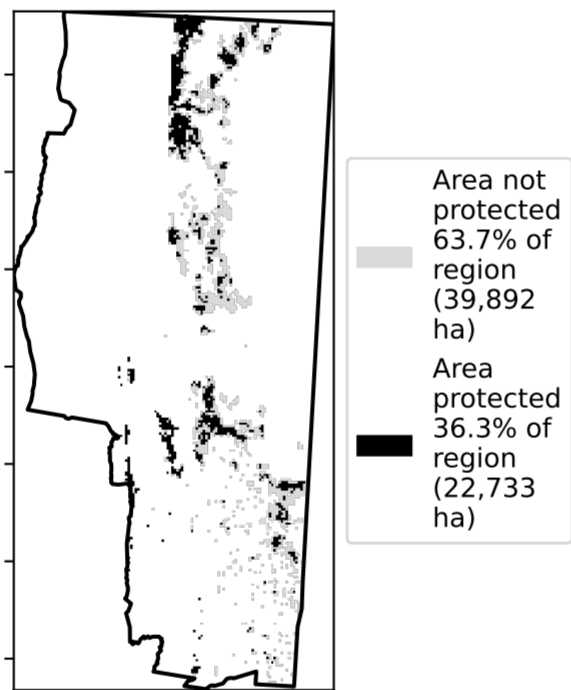 Area not
protected
63.7% of
region
(39,892
ha)
Area
protected
36.3% of
region
(22,733
ha)